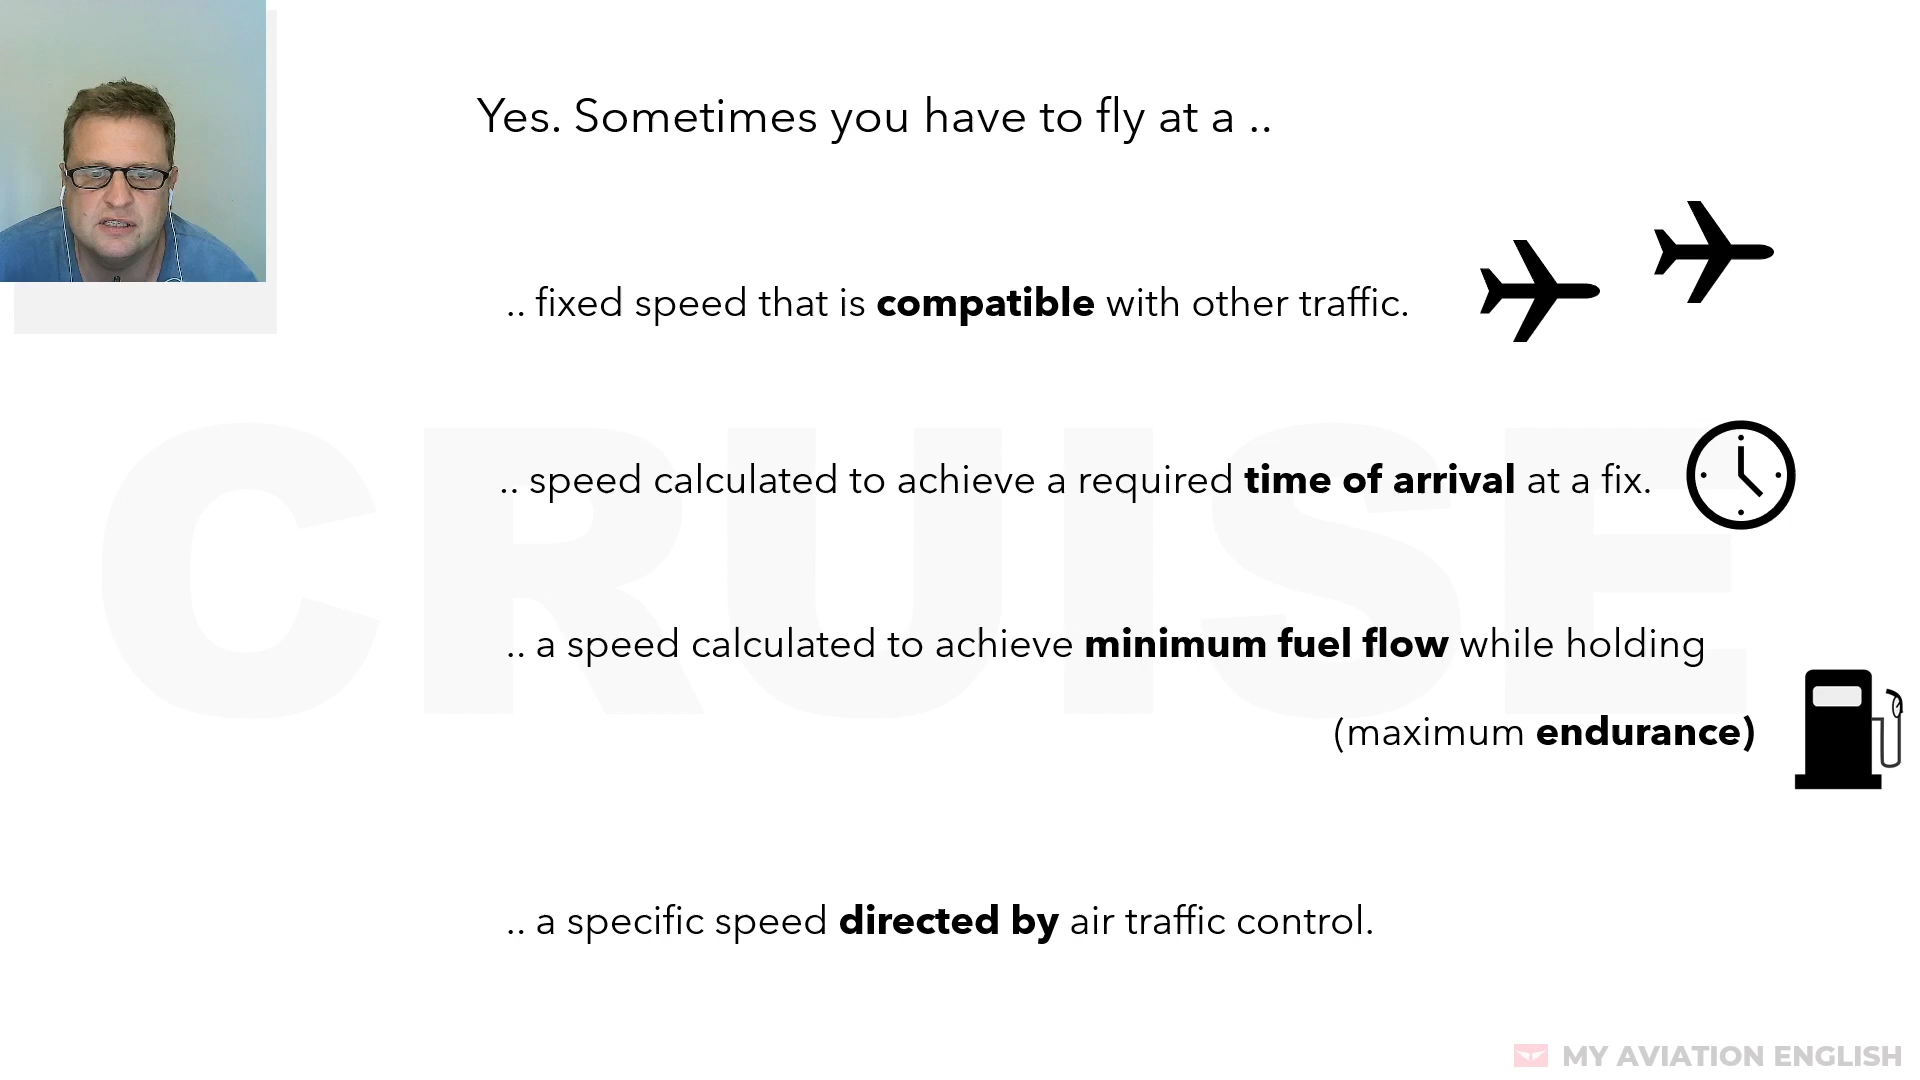 Yes. Sometimes you have to fly at a ..
.. fixed speed that is compatible with other traffic.
CRUISE
.. speed calculated to achieve a required time of arrival at a fix.
.. a speed calculated to achieve minimum fuel flow while holding
(maximum endurance)
.. a specific speed directed by air traffic control.
MY AVIATION ENGLISH